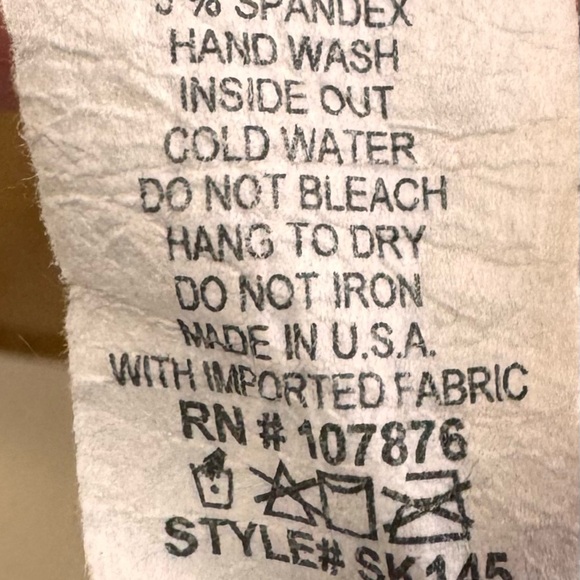 5 % SPANDEX
HAND WASH
INSIDE OUT
COLD WATER
DO NOT BLEACH
HANG TO DRY
DO NOT IRON
MADE IN U.S.A.
WITH IMPORTED FABRIC
RN # 107876
STYLE# SK145